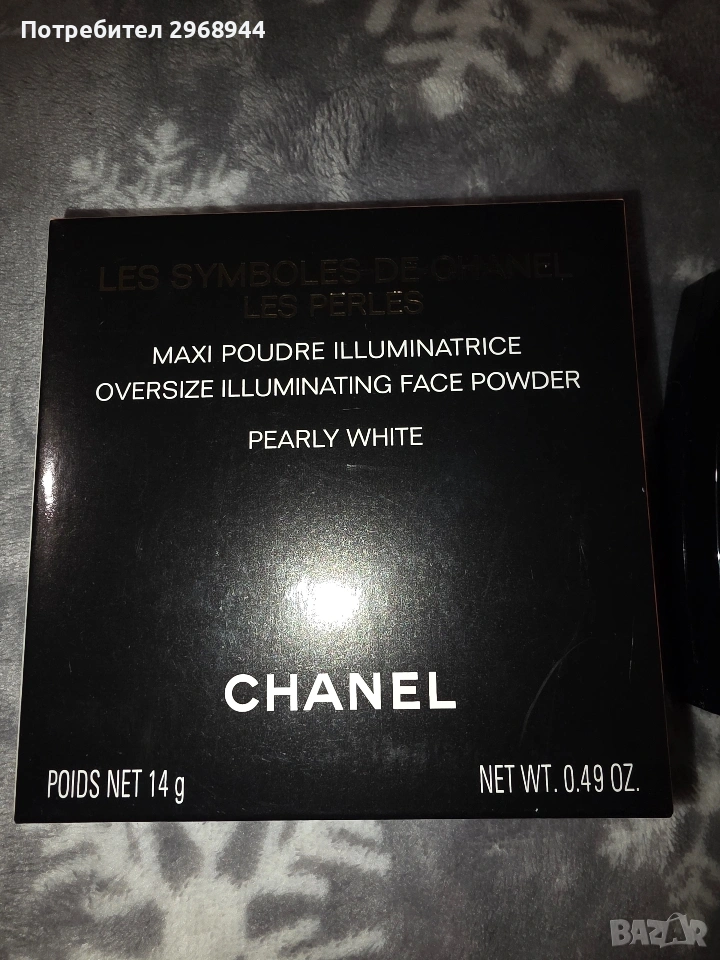 Потребител 2968944
LES SYMBOLES DE CHANEL
LES PERLES
MAXI POUDRE ILLUMINATRICE
OVERSIZE ILLUMINATING FACE POWDER
PEARLY WHITE
CHANEL
POIDS NET 14 g
NET WT. 0.49 OZ.
BAZAR